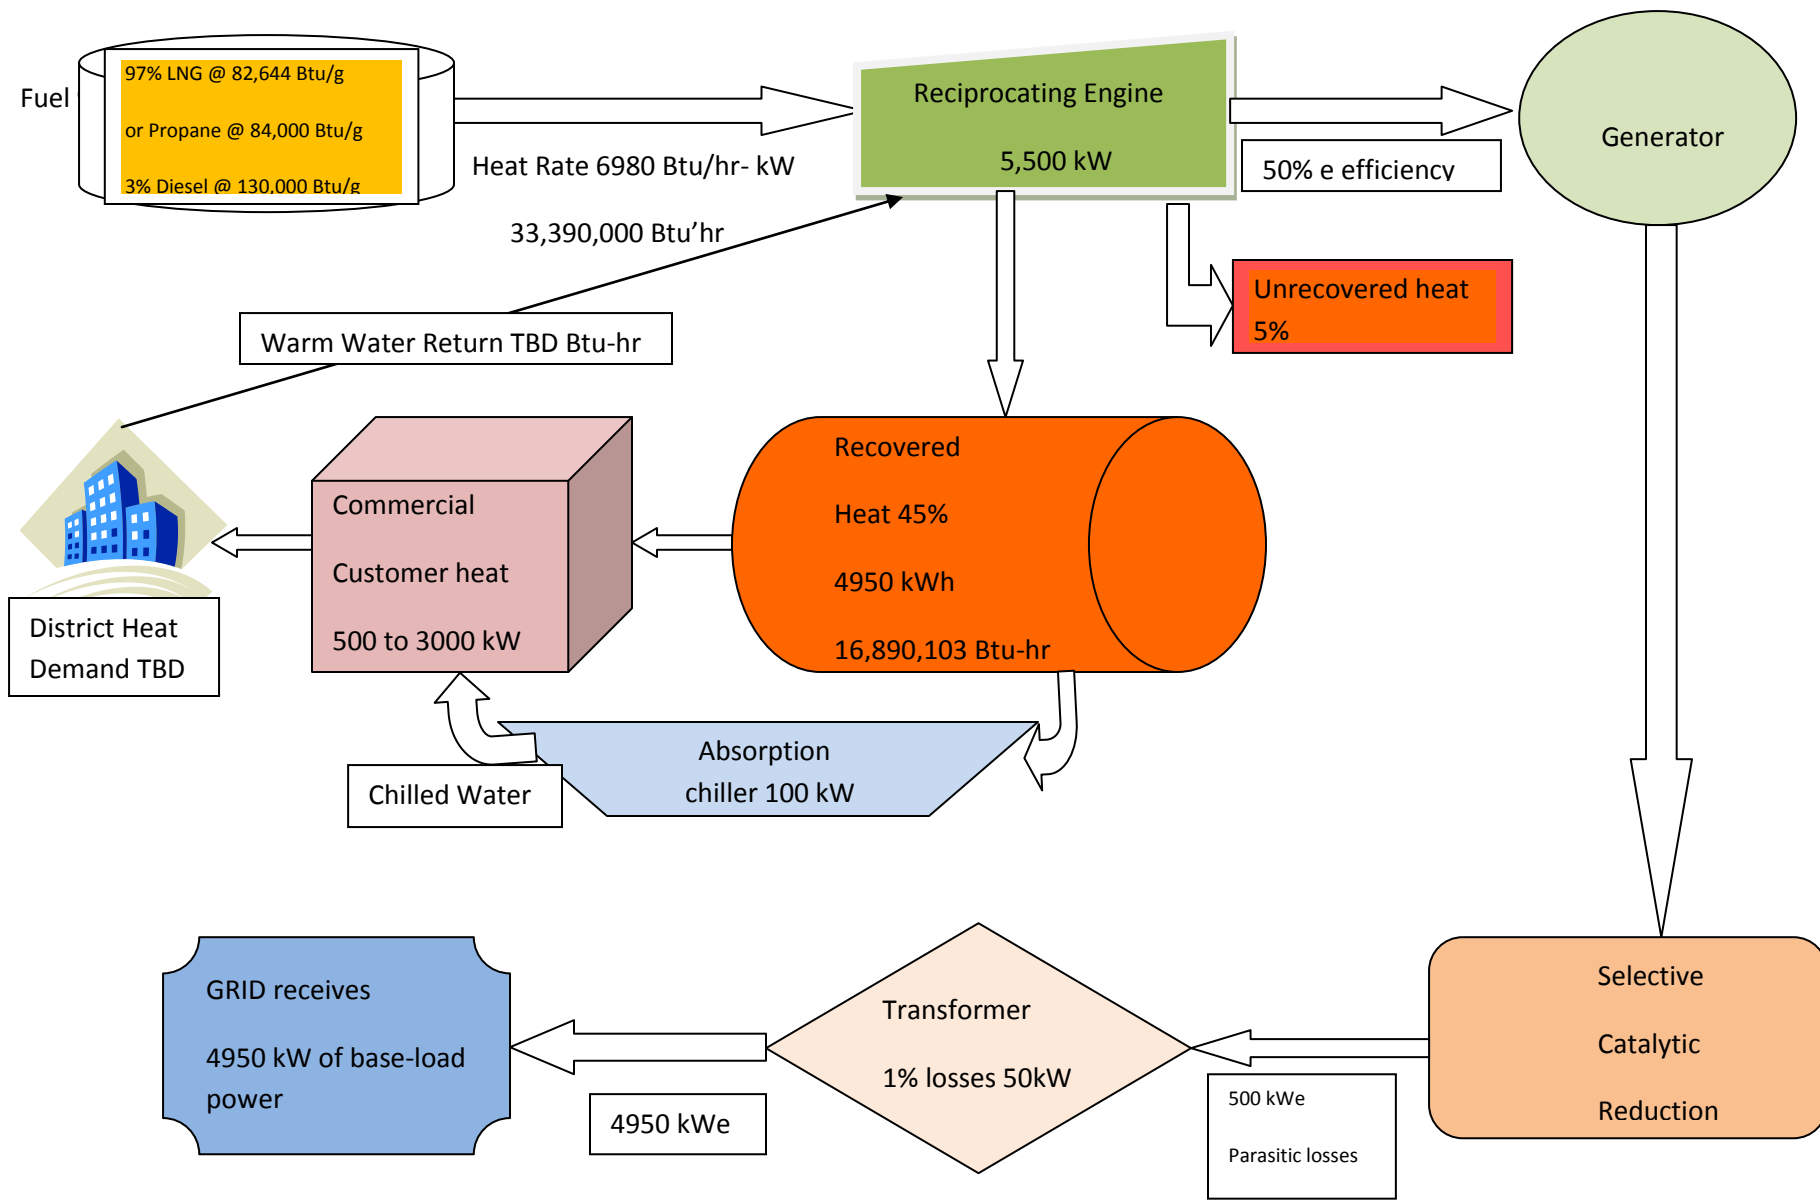 Fuel
97% LNG @ 82,644 Btu/g
or Propane @ 84,000 Btu/g
3% Diesel @ 130,000 Btu/g
Heat Rate 6980 Btu/hr- kW
33,390,000 Btu’hr
Reciprocating Engine
5,500 kW
50% e efficiency
Generator
Unrecovered heat
5%
Warm Water Return TBD Btu-hr
District Heat
Demand TBD
Commercial
Customer heat
500 to 3000 kW
Recovered
Heat 45%
4950 kWh
16,890,103 Btu-hr
Absorption
chiller 100 kW
Chilled Water
GRID receives
4950 kW of base-load
power
4950 kWe
Transformer
1% losses 50kW
500 kWe
Parasitic losses
Selective
Catalytic
Reduction